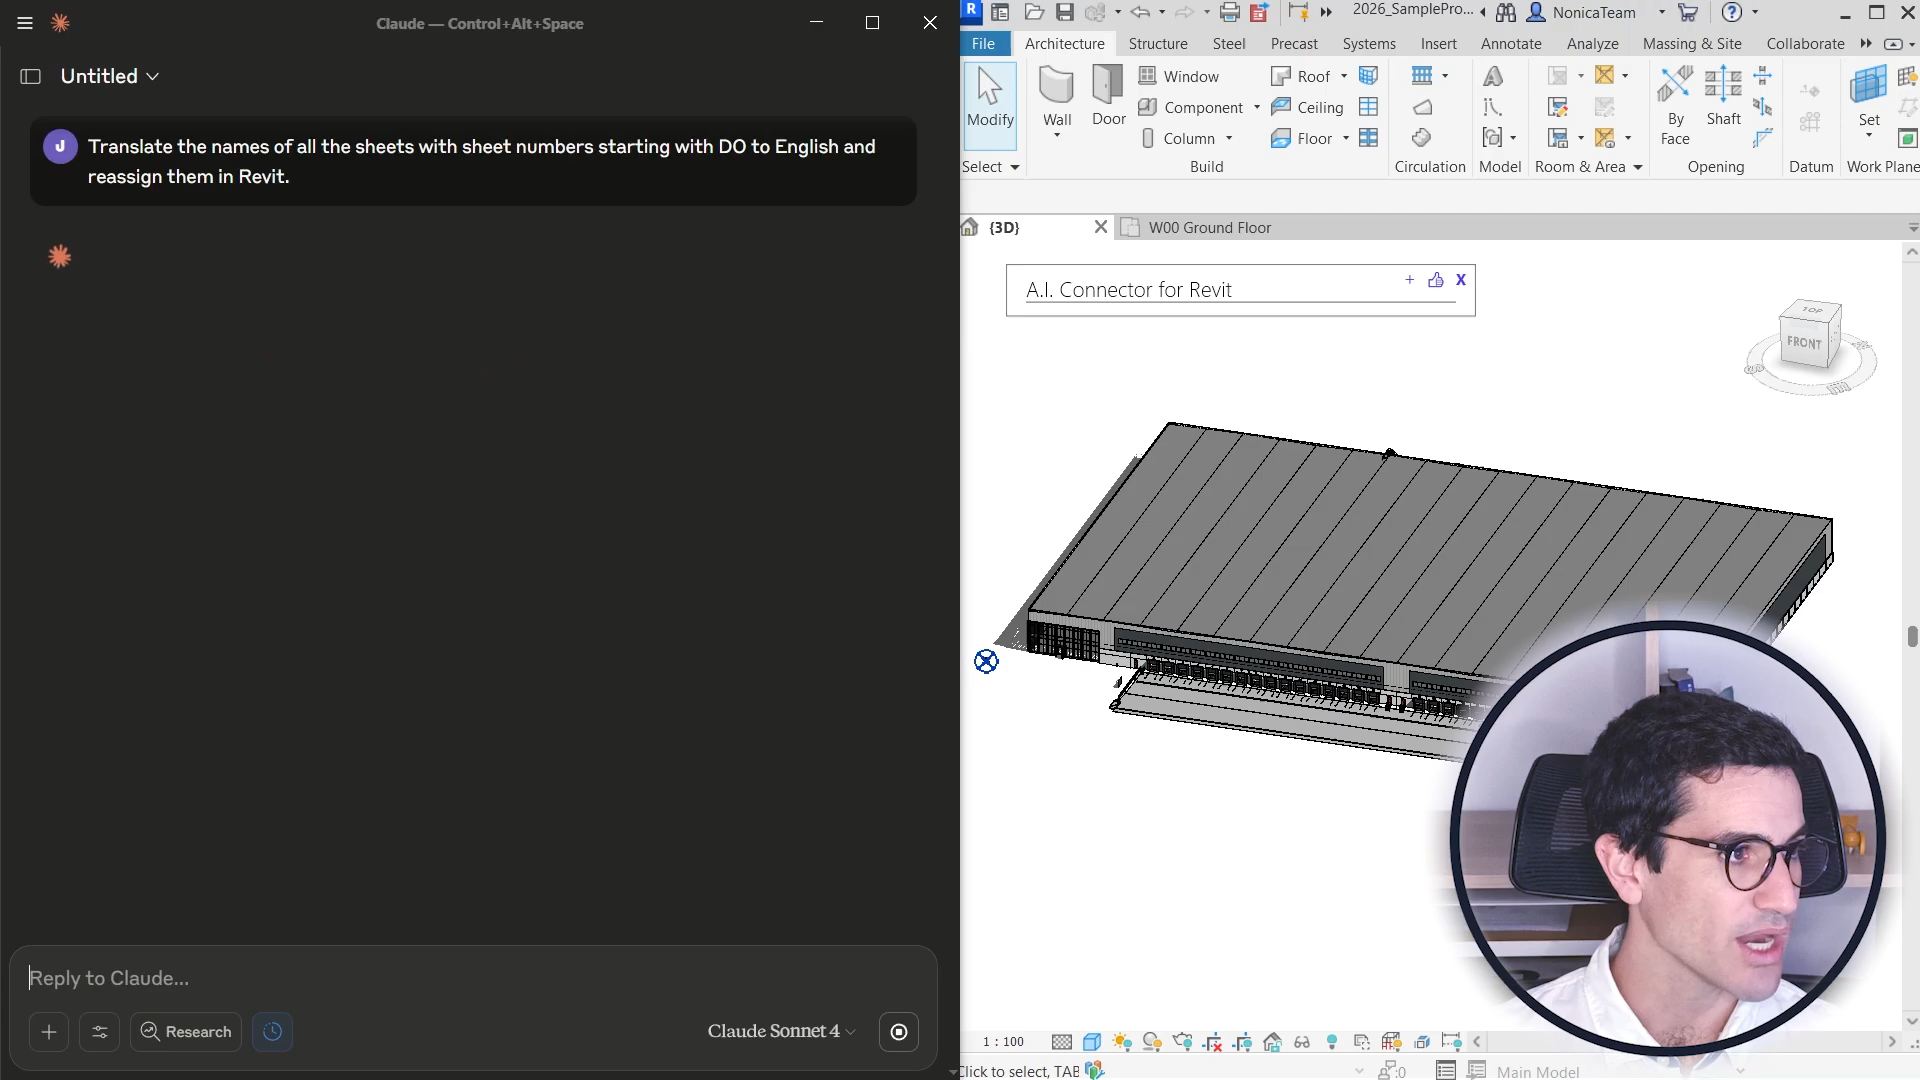 Claude — Control+Alt+Space
Untitled
J
Translate the names of all the sheets with sheet numbers starting with DO to English and
reassign them in Revit.
Reply to Claude...
Research
Claude Sonnet 4
R
2026_SamplePro...
NonicaTeam
File
Architecture
Structure
Steel
Precast
Systems
Insert
Annotate
Analyze
Massing & Site
Collaborate
Modify
Wall
Door
Window
Component
Column
Roof
Ceiling
Floor
By
Face
Shaft
Set
Select
Build
Circulation
Model
Room & Area
Opening
Datum
Work Plane
{3D}
W00 Ground Floor
A.I. Connector for Revit
+
X
TOP
FRONT
1 : 100
Click to select, TAB
:0
Main Model